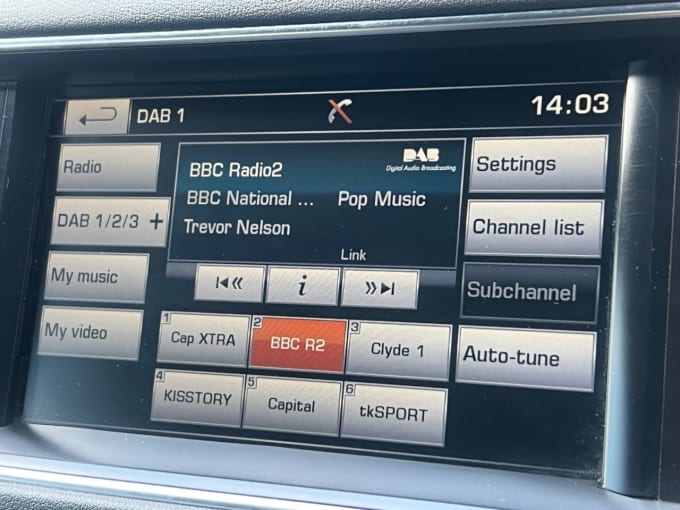 DAB 1
14:03
Radio
DAB 1/2/3 +
My music
My video
BBC Radio2
DAB
Digital Audio Broadcasting
BBC National ... Pop Music
Trevor Nelson
Link
i
Settings
Channel list
Subchannel
Auto-tune
1 Cap XTRA
2 BBC R2
3 Clyde 1
4 KISSTORY
5 Capital
6 tkSPORT